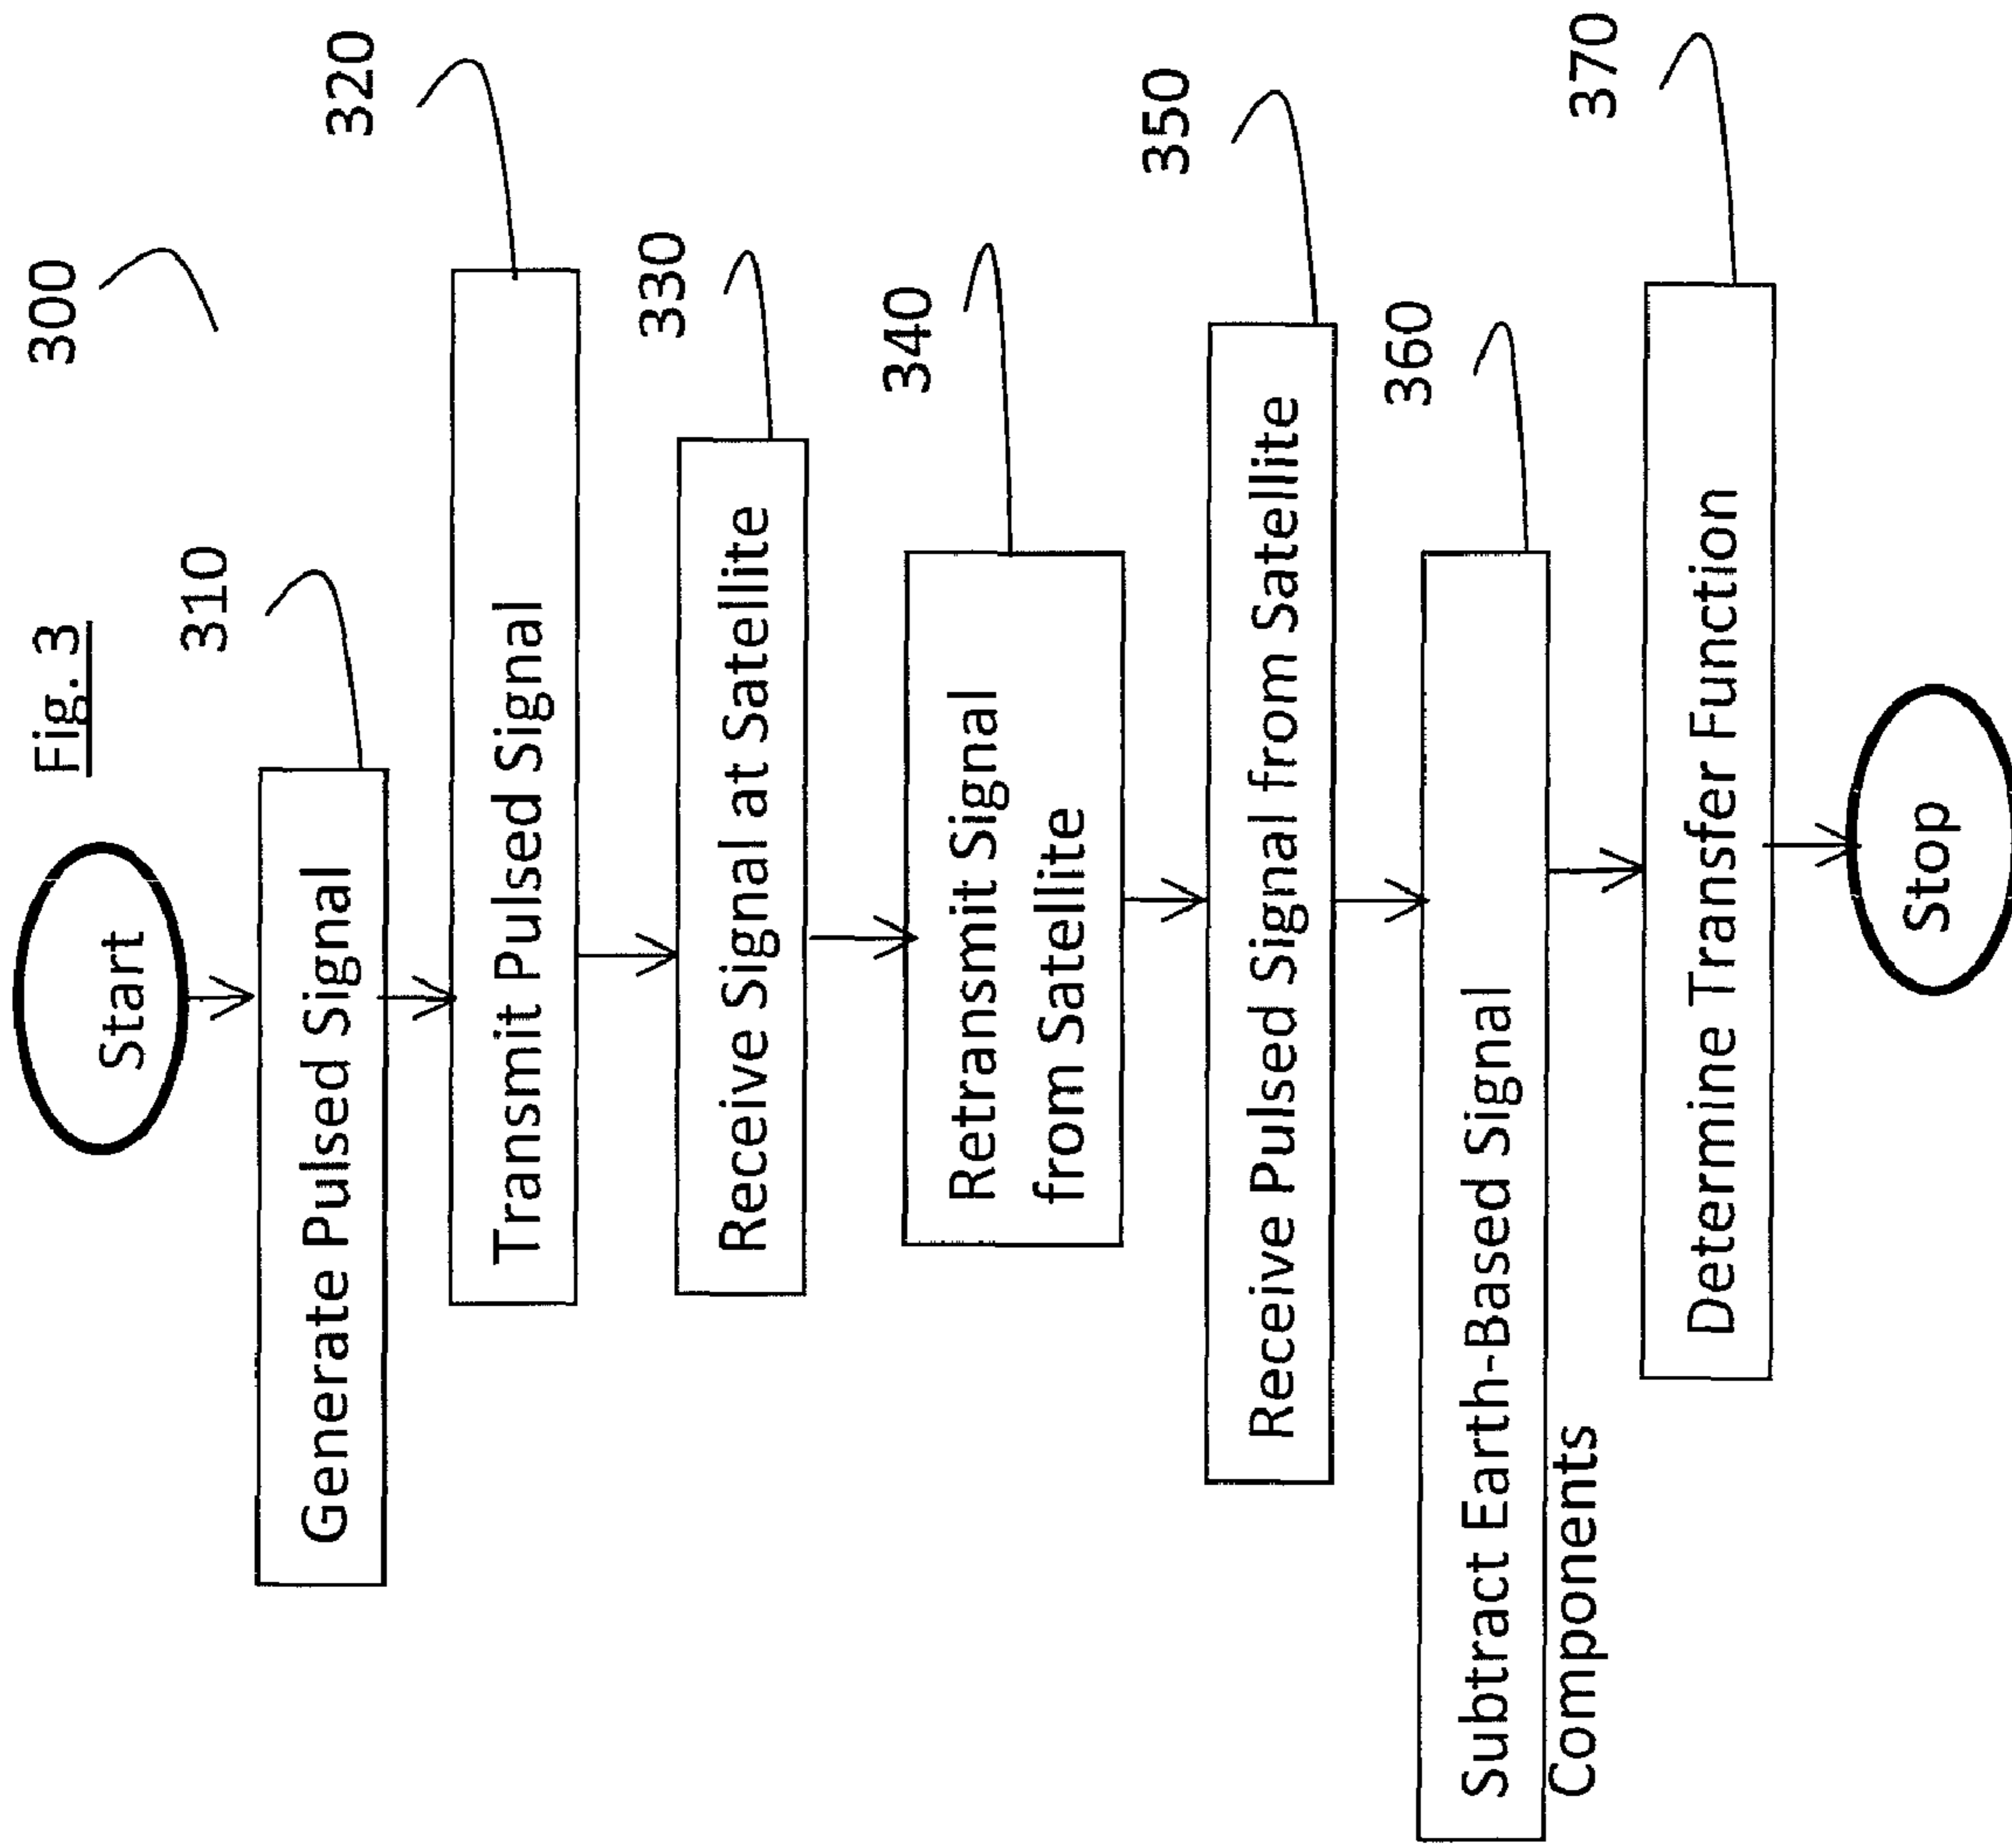 Fig. 3
300
Start
310
Generate Pulsed Signal
320
Transmit Pulsed Signal
330
Receive Signal at Satellite
340
Retransmit Signal
from Satellite
350
Receive Pulsed Signal from Satellite
360
Subtract Earth-Based Signal
Components
370
Determine Transfer Function
Stop